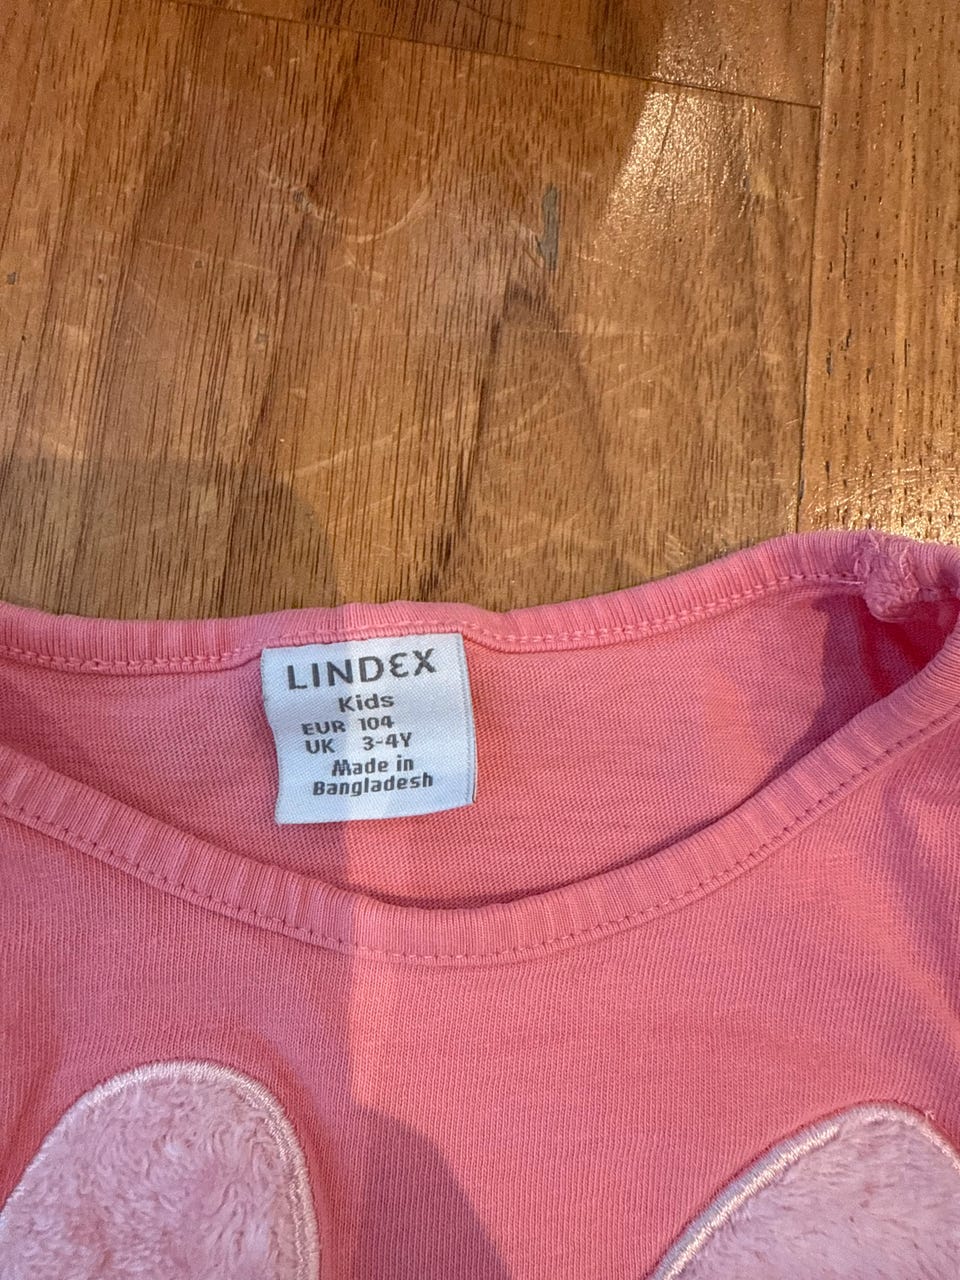 LINDEX
Kids
EUR 104
UK 3-4Y
Made in
Bangladesh